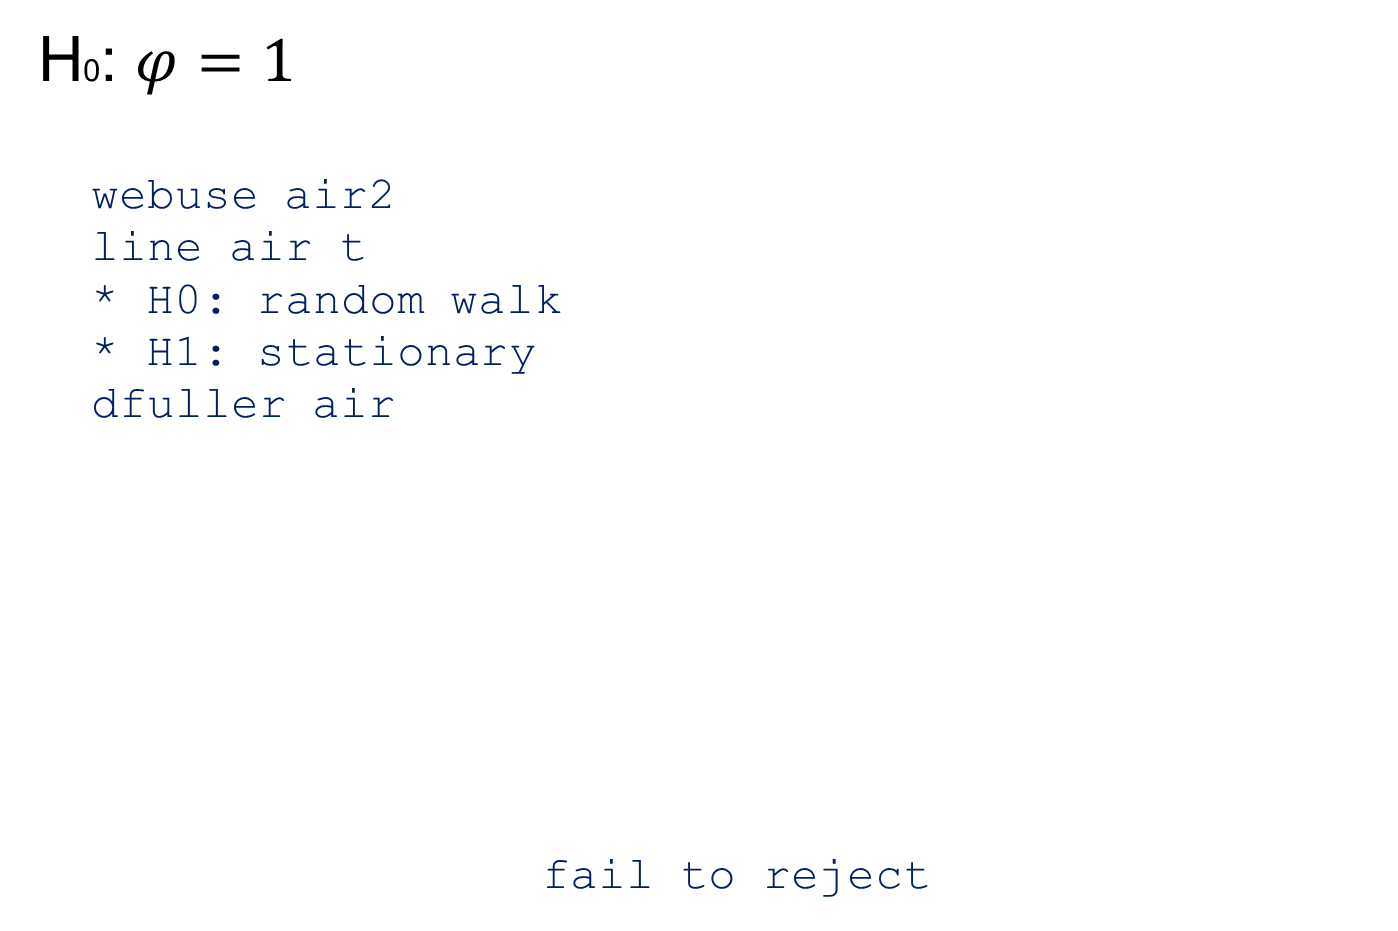 H₀: φ = 1
webuse air2
line air t
* H0: random walk
* H1: stationary
dfuller air
fail to reject